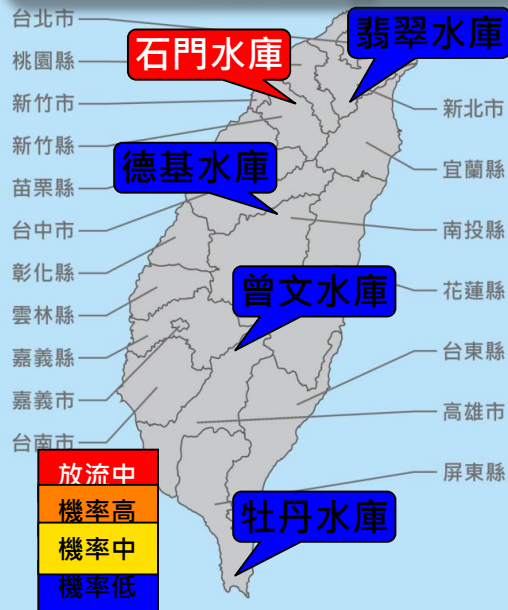 台北市
翡翠水庫
石門水庫
桃園縣
新竹市
新北市
新竹縣
德基水庫
宜蘭縣
苗栗縣
台中市
南投縣
彰化縣
曾文水庫
花蓮縣
雲林縣
嘉義縣
台東縣
嘉義市
高雄市
台南市
放流中
屏東縣
機率高
牡丹水庫
機率中
機率低